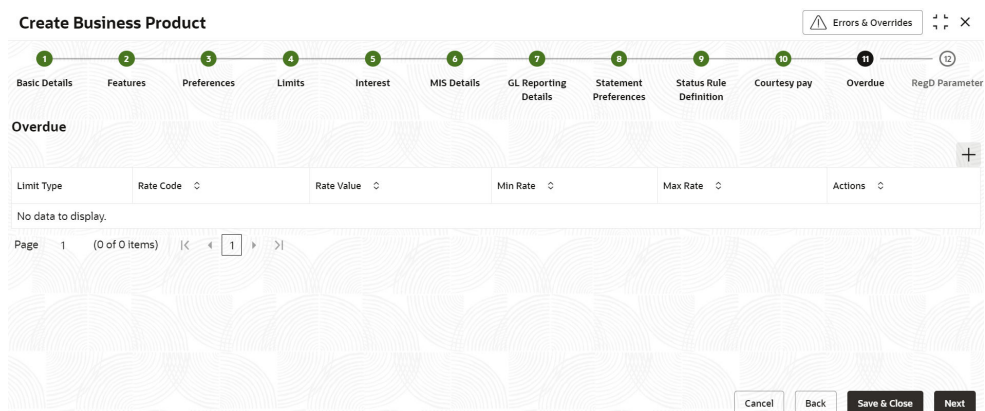 Create Business Product
Errors & Overrides
1 2 3 4 5 6 7 8 9 10 11 12
Basic Details Features Preferences Limits Interest MIS Details GL Reporting Details Statement Preferences Status Rule Definition Courtesy pay Overdue RegD Parameter
Overdue
Limit Type Rate Code Rate Value Min Rate Max Rate Actions
No data to display.
Page 1 (0 of 0 items) 1
Cancel Back Save & Close Next